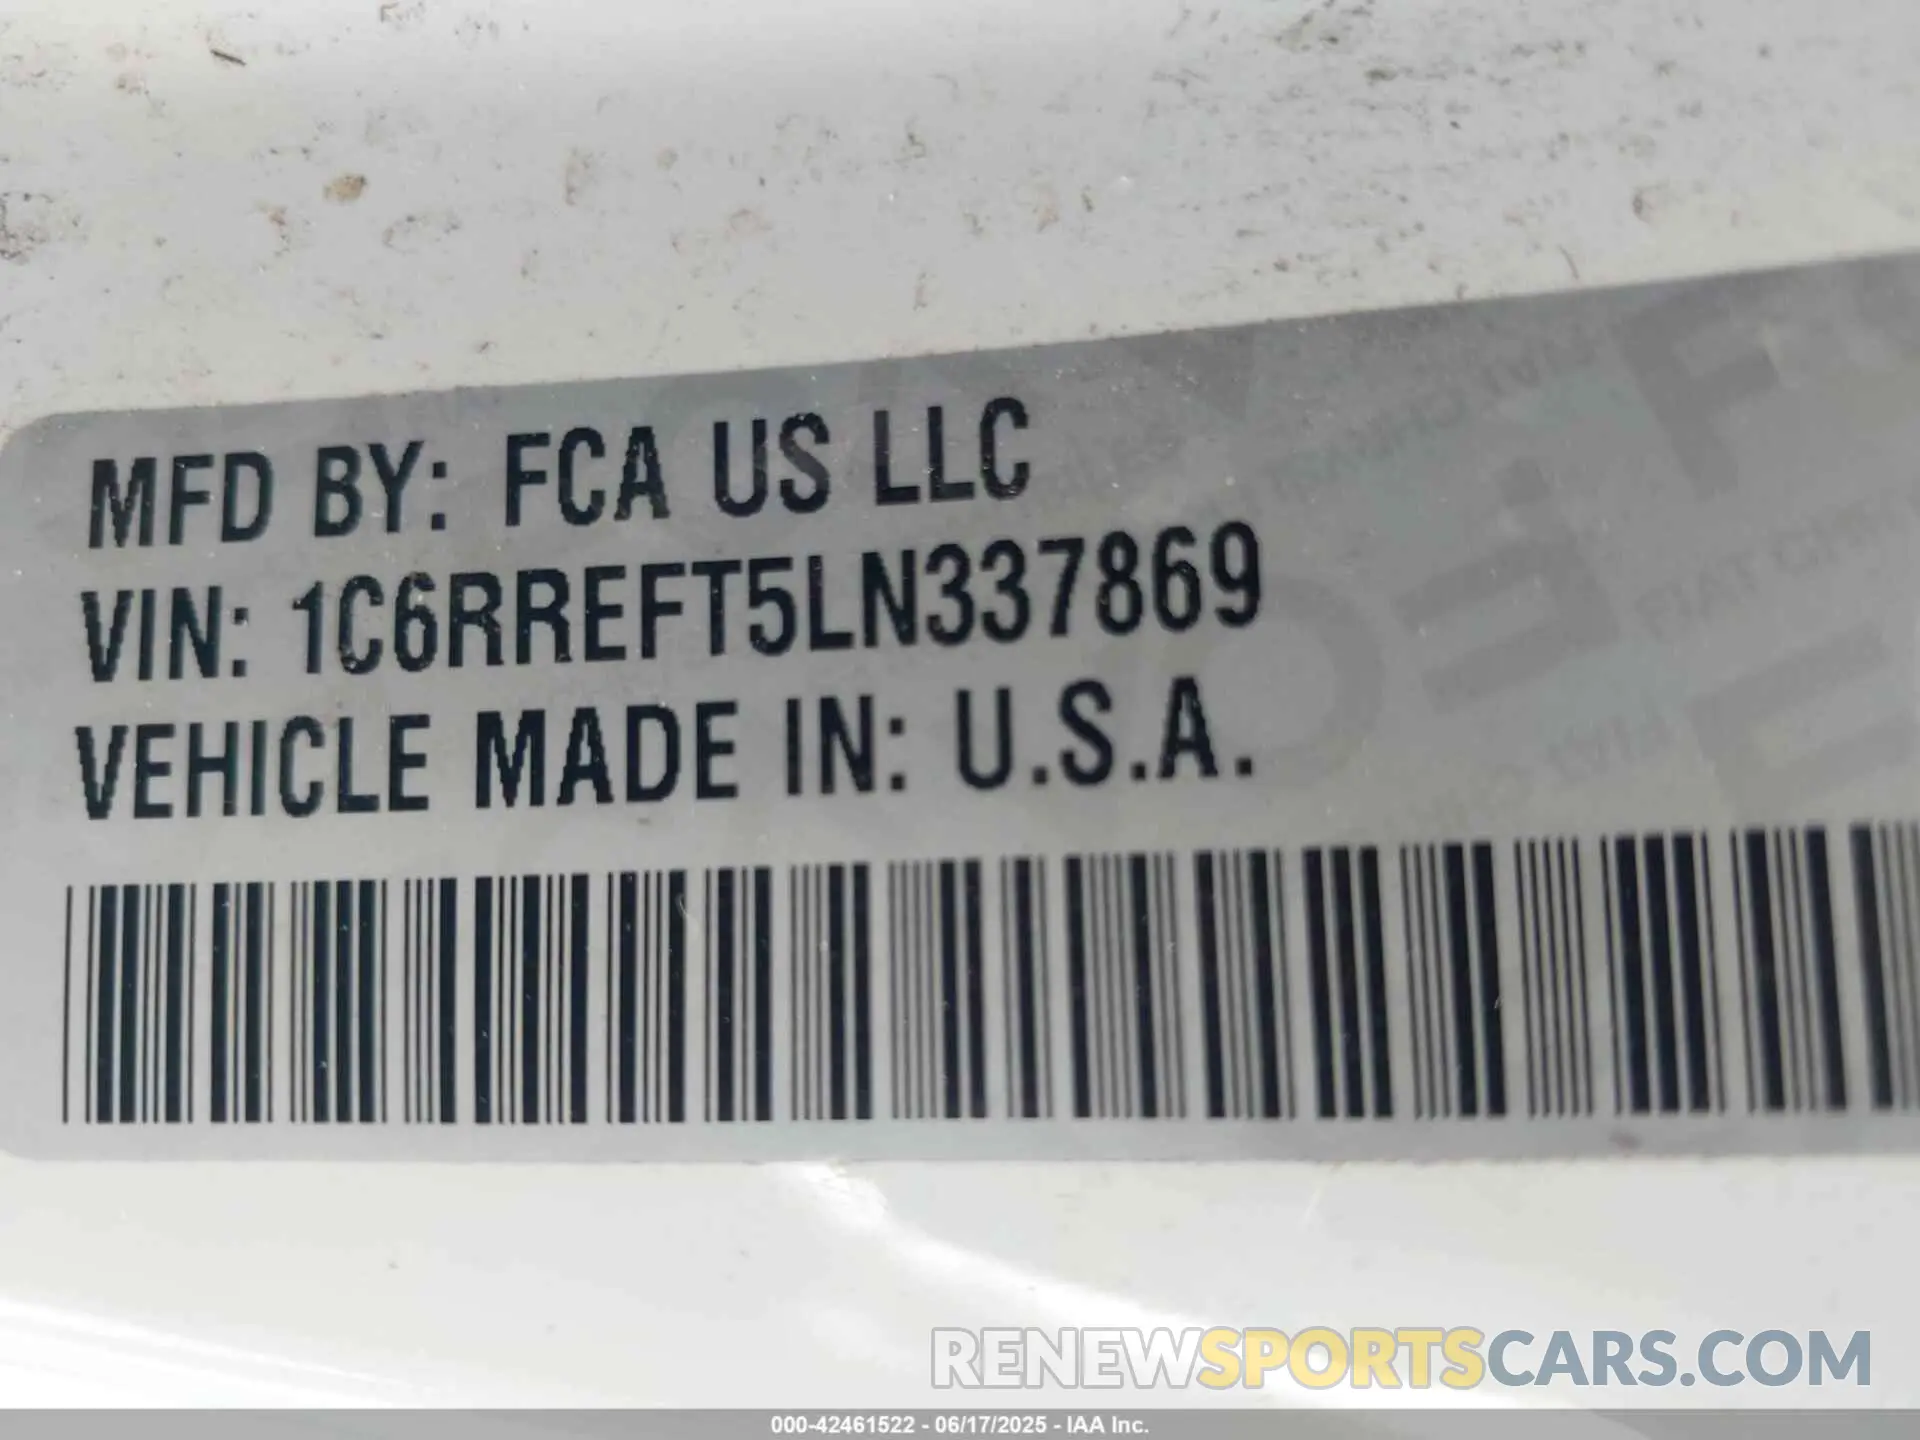 MFD BY: FCA US LLC
VIN: 1C6RREFT5LN337869
VEHICLE MADE IN: U.S.A.
RENEWSPORTSCARS.COM
000-42461522 - 06/17/2025 - IAA Inc.